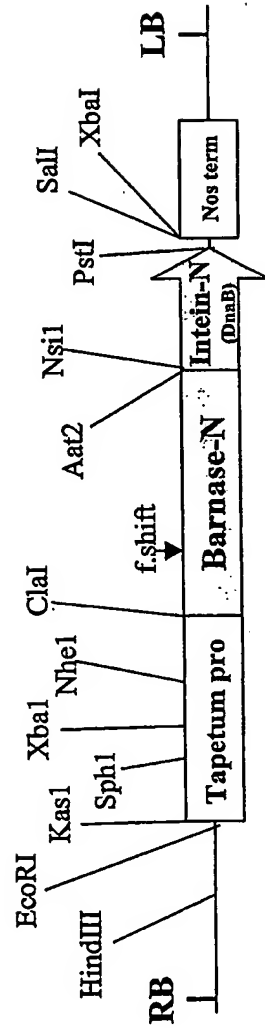 RB
HindIII
EcoRI
Kas1
Sph1
Xba1
Nhe1
ClaI
f.shift
Aat2
Nsi1
PstI
SalI
XbaI
LB
Tapetum pro
Barnase-N
Intein-N
(DnaB)
Nos term